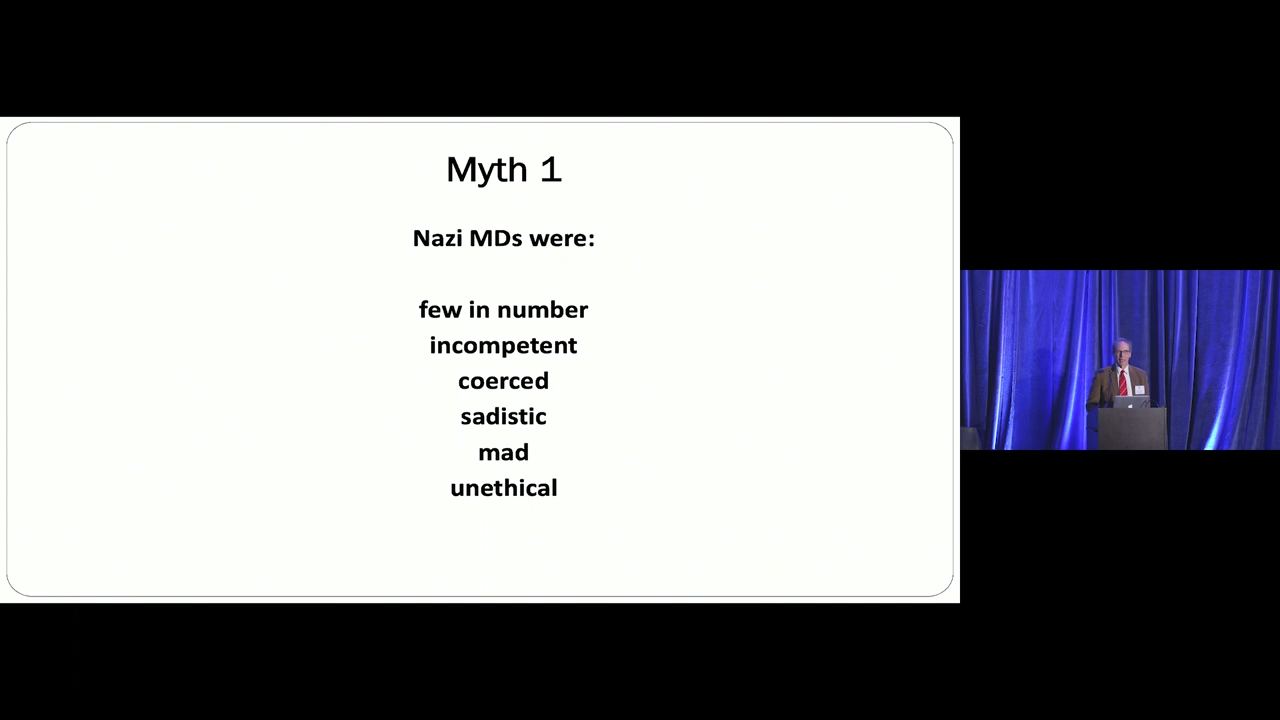 Myth 1
Nazi MDs were:
few in number
incompetent
coerced
sadistic
mad
unethical